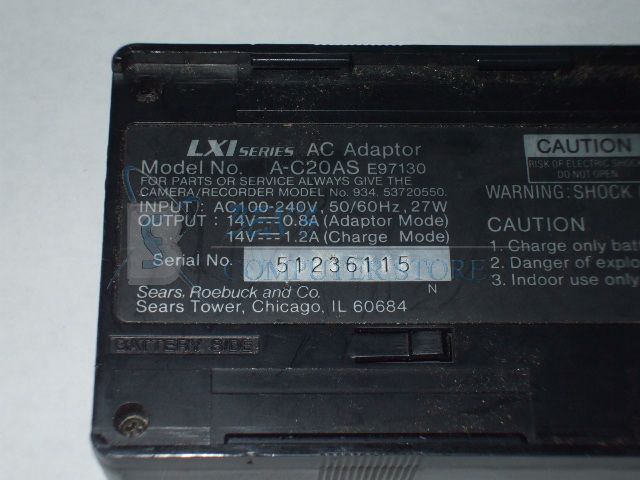 LXI SERIES AC Adaptor
Model No. A-C20AS E97130
FOR PARTS OR SERVICE ALWAYS GIVE THE
CAMERA/RECORDER MODEL No. 934. 53720550.
INPUT: AC100-240V, 50/60Hz, 27W
OUTPUT: 14V⎓0.8A (Adaptor Mode)
14V⎓1.2A (Charge Mode)
Serial No. 51236115
N
Sears, Roebuck and Co.
Sears Tower, Chicago, IL 60684
BATTERY SIDE
CAUTION
RISK OF ELECTRIC SHOCK
DO NOT OPEN
WARNING: SHOCK
CAUTION
1. Charge only bat
2. Danger of explo
3. Indoor use only
COMPUTER STORE